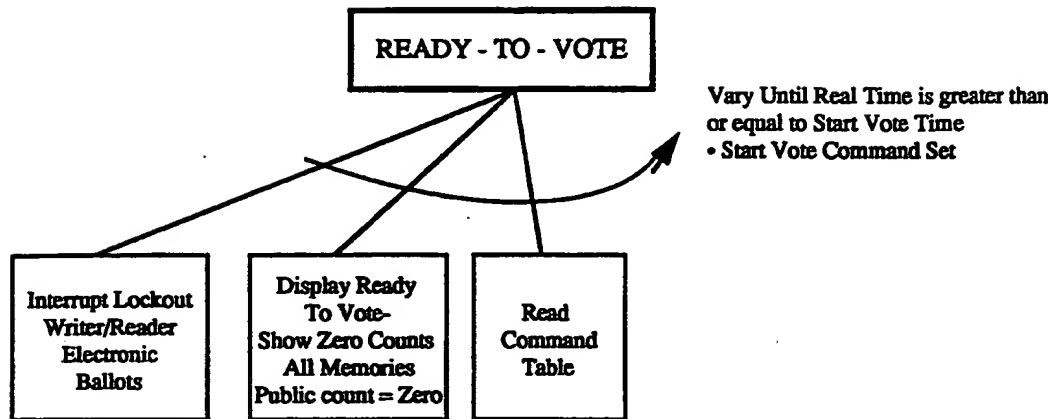 READY - TO - VOTE
Vary Until Real Time is greater than
or equal to Start Vote Time
• Start Vote Command Set
Interrupt Lockout
Writer/Reader
Electronic
Ballots
Display Ready
To Vote-
Show Zero Counts
All Memories
Public count = Zero
Read
Command
Table